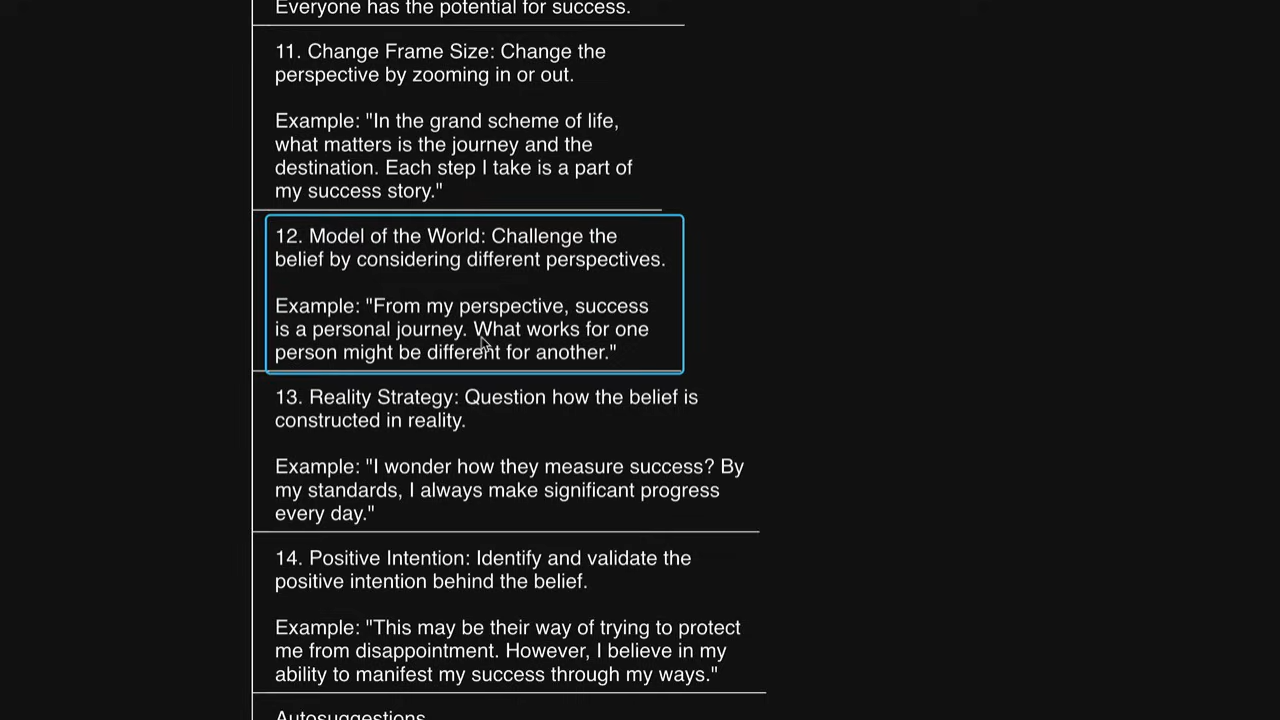 Everyone has the potential for success.
11. Change Frame Size: Change the
perspective by zooming in or out.
Example: "In the grand scheme of life,
what matters is the journey and the
destination. Each step I take is a part of
my success story."
12. Model of the World: Challenge the
belief by considering different perspectives.
Example: "From my perspective, success
is a personal journey. What works for one
person might be different for another."
13. Reality Strategy: Question how the belief is
constructed in reality.
Example: "I wonder how they measure success? By
my standards, I always make significant progress
every day."
14. Positive Intention: Identify and validate the
positive intention behind the belief.
Example: "This may be their way of trying to protect
me from disappointment. However, I believe in my
ability to manifest my success through my ways."
Autosuggestions